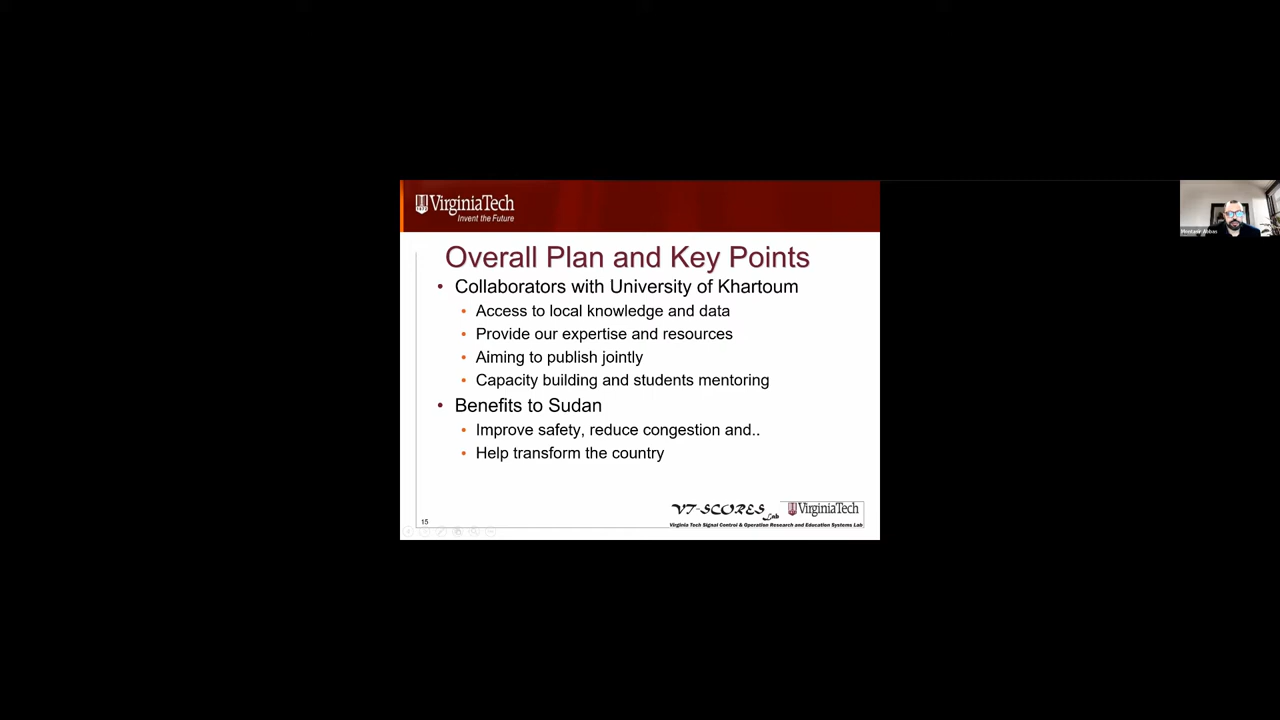 VirginiaTech
Invent the Future
Overall Plan and Key Points
• Collaborators with University of Khartoum
• Access to local knowledge and data
• Provide our expertise and resources
• Aiming to publish jointly
• Capacity building and students mentoring
• Benefits to Sudan
• Improve safety, reduce congestion and..
• Help transform the country
VT-SCORES Lab
VirginiaTech
Virginia Tech Signal Control & Operation Research and Education Systems Lab
15
Montasir Abbas